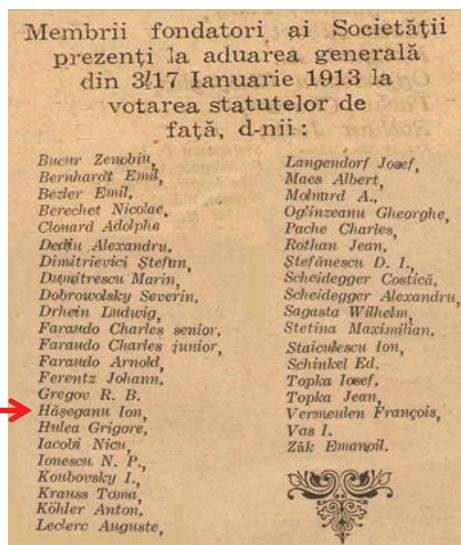 Membrii fondatori ai Societății
prezenți la aduarea generală
din 3/17 Ianuarie 1913 la
votarea statutelor de
față, d-nii :
Bucur Zenobiu,
Bernhardt Emil,
Bezler Emil,
Berechet Nicolae,
Clouard Adolphe
Dediu Alexandru,
Dimitrievici Ștefan,
Dumitrescu Marin,
Dobrowolsky Severin,
Drhein Ludwig,
Faraudo Charles senior,
Faraudo Charles junior,
Faraudo Arnold,
Ferentz Johann,
Gregov R. B.
Hășeganu Ion,
Hulea Grigore,
Iacobi Nicu,
Ionescu N. P.,
Koubovsky I.,
Krauss Toma,
Köhler Anton,
Leclerc Auguste,
Langendorf Josef,
Maes Albert,
Molnard A.,
Oglinzeanu Gheorghe,
Pache Charles,
Rothan Jean,
Ștefănescu D. I.,
Scheidegger Costică,
Scheidegger Alexandru,
Sagasta Wilhelm,
Stetina Maximilian,
Staiculescu Ion,
Schinkel Ed.
Topka Iosef,
Topka Jean,
Vermeulen François,
Vas I.
Zák Emanoil.